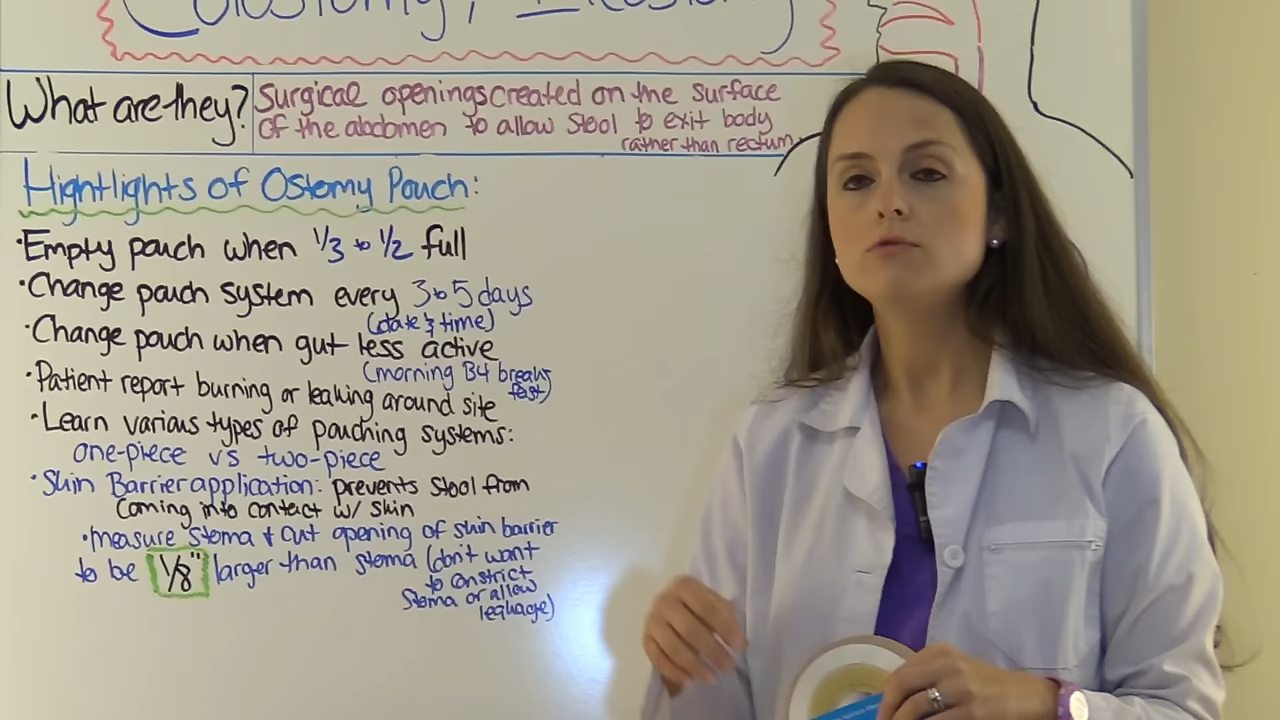 Colostomy, Ileostomy
What are they?
Surgical openings created on the surface
of the abdomen to allow stool to exit body
rather than rectum
Hightlights of Ostomy Pouch:
·Empty pouch when 1/3 to 1/2 full
·Change pouch system every 3 to 5 days
(date & time)
·Change pouch when gut less active
(morning B4 breakfast)
·Patient report burning or leaking around site
·Learn various types of pouching systems:
one-piece vs two-piece
·Skin Barrier application: prevents stool from
coming into contact w/ skin
·measure stoma & cut opening of skin barrier
to be 1/8" larger than stoma (don't want
to constrict
stoma or allow
leakage)